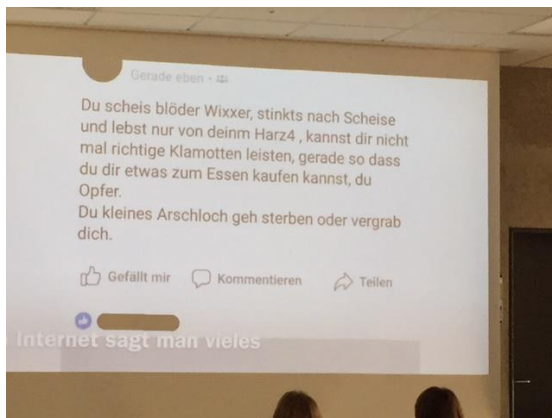 Gerade eben ·
Du scheis blöder Wixxer, stinkts nach Scheise
und lebst nur von deinm Harz4 , kannst dir nicht
mal richtige Klamotten leisten, gerade so dass
du dir etwas zum Essen kaufen kannst, du
Opfer.
Du kleines Arschloch geh sterben oder vergrab
dich.
Gefällt mir Kommentieren Teilen
Internet sagt man vieles